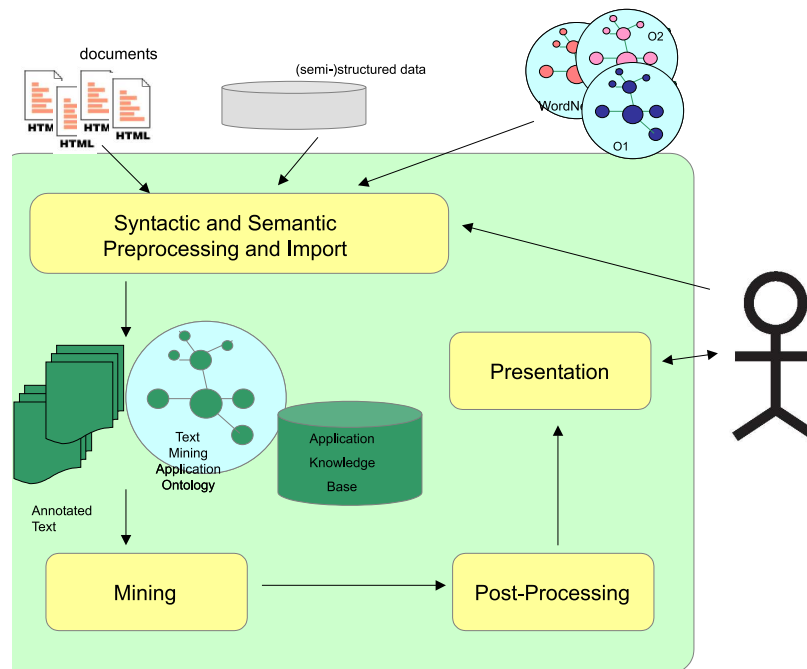 documents
(semi-)structured data
O2
WordNe
O1
HTML
HTML
HTM
HTML
Syntactic and Semantic
Preprocessing and Import
Presentation
Text
Mining
Application
Ontology
Application
Knowledge
Base
Annotated
Text
Mining
Post-Processing